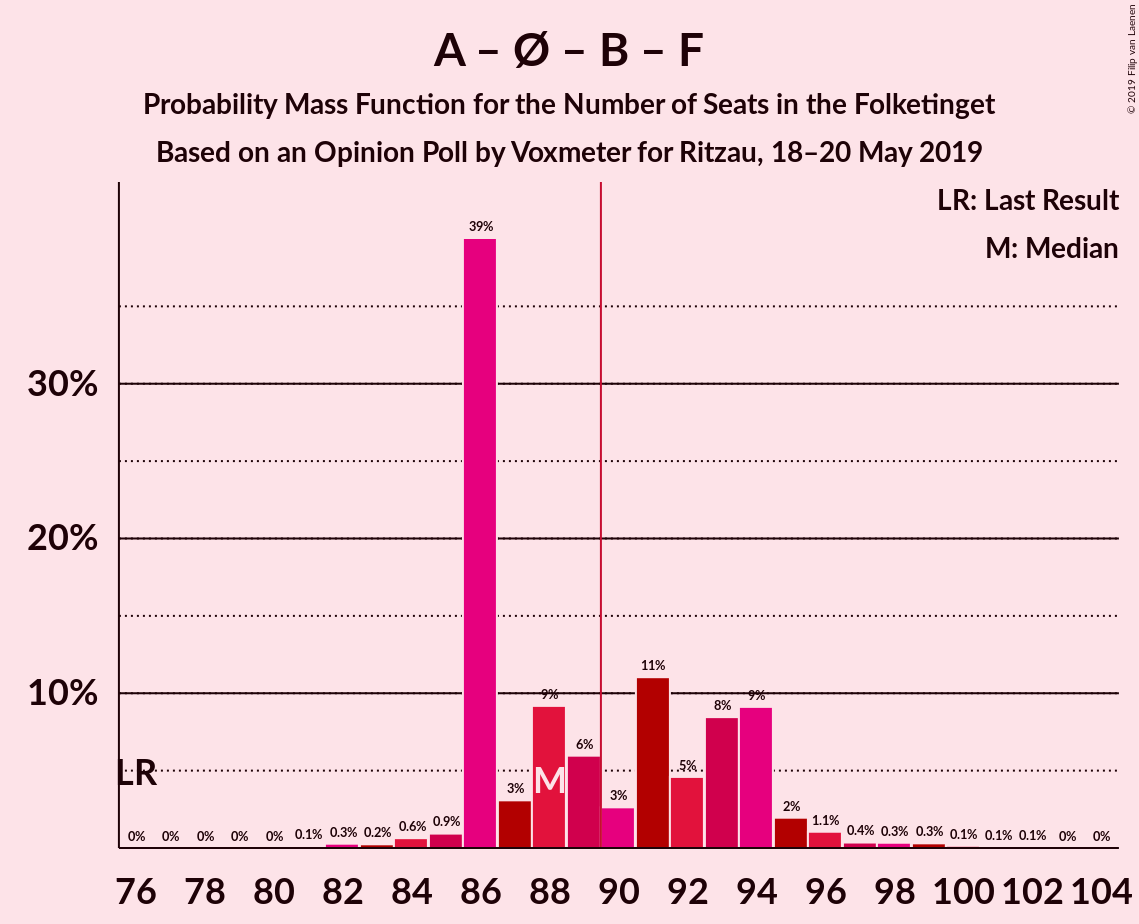 A – Ø – B – F
Probability Mass Function for the Number of Seats in the Folketinget
Based on an Opinion Poll by Voxmeter for Ritzau, 18–20 May 2019
© 2019 Filip van Laenen
LR: Last Result
M: Median
39%
30%
20%
10%
11%
9%
9%
8%
6%
5%
LR
M
3%
3%
2%
0% 0% 0% 0% 0% 0.1% 0.3% 0.2% 0.6% 0.9% 1.1% 0.4% 0.3% 0.3% 0.1% 0.1% 0.1% 0% 0%
76 78 80 82 84 86 88 90 92 94 96 98 100 102 104